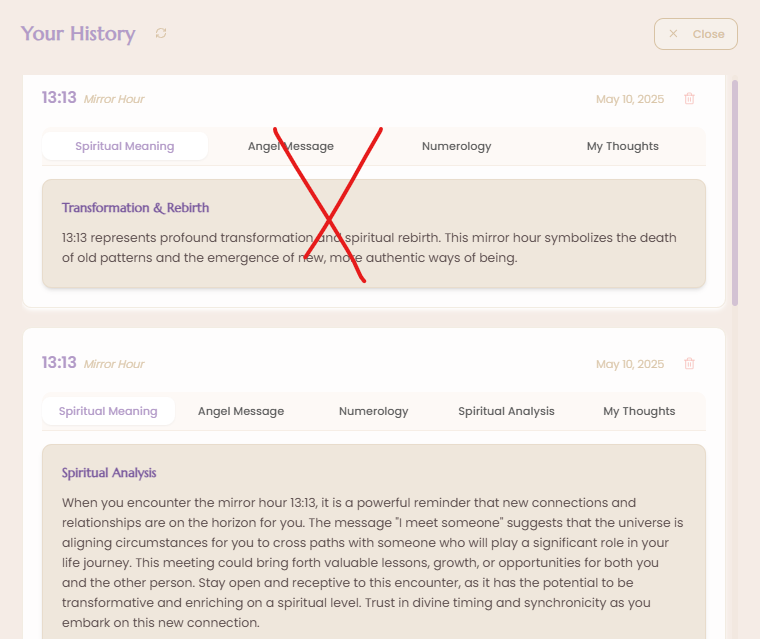 Your History
Close
13:13 Mirror Hour
May 10, 2025
Spiritual Meaning
Angel Message
Numerology
My Thoughts
Transformation & Rebirth
13:13 represents profound transformation and spiritual rebirth. This mirror hour symbolizes the death
of old patterns and the emergence of new, more authentic ways of being.
13:13 Mirror Hour
May 10, 2025
Spiritual Meaning
Angel Message
Numerology
Spiritual Analysis
My Thoughts
Spiritual Analysis
When you encounter the mirror hour 13:13, it is a powerful reminder that new connections and
relationships are on the horizon for you. The message "I meet someone" suggests that the universe is
aligning circumstances for you to cross paths with someone who will play a significant role in your
life journey. This meeting could bring forth valuable lessons, growth, or opportunities for both you
and the other person. Stay open and receptive to this encounter, as it has the potential to be
transformative and enriching on a spiritual level. Trust in divine timing and synchronicity as you
embark on this new connection.